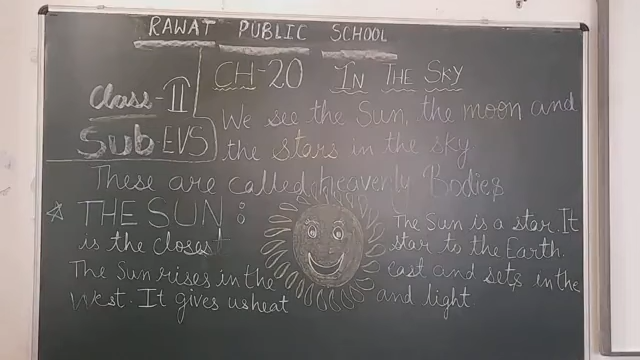 RAWAT PUBLIC SCHOOL
Class-II
Sub EVS
CH-20 IN THE SKY
We see the Sun, the moon and
the stars in the sky
These are called heavenly Bodies
☆ THE SUN: The Sun is a star. It
is the closest star to the Earth.
The Sun rises in the east and sets in the
West. It gives us heat and light